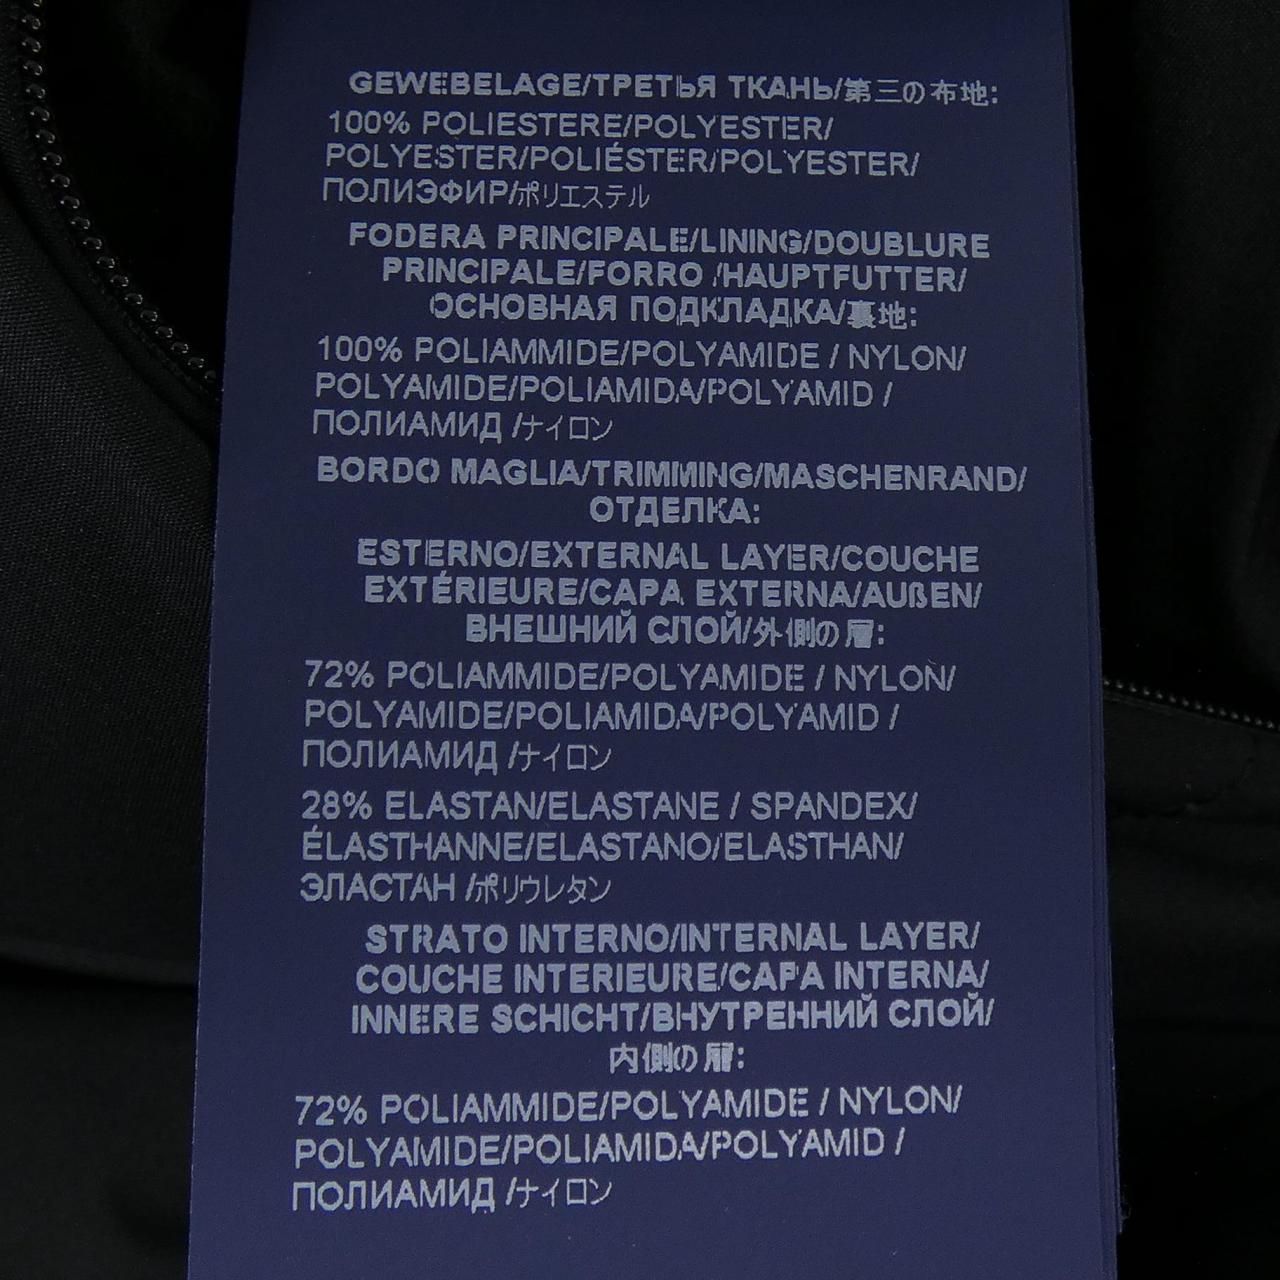 GEWEBELAGE/ТРЕТЬЯ ТКАНЬ/第三の布地:
100% POLIESTERE/POLYESTER/
POLYESTER/POLIÉSTER/POLYESTER/
ПОЛИЭФИР/ポリエステル
FODERA PRINCIPALE/LINING/DOUBLURE
PRINCIPALE/FORRO /HAUPTFUTTER/
ОСНОВНАЯ ПОДКЛАДКА/裏地:
100% POLIAMMIDE/POLYAMIDE / NYLON/
POLYAMIDE/POLIAMIDA/POLYAMID /
ПОЛИАМИД /ナイロン
BORDO MAGLIA/TRIMMING/MASCHENRAND/
ОТДЕЛКА:
ESTERNO/EXTERNAL LAYER/COUCHE
EXTÉRIEURE/CAPA EXTERNA/AUßEN/
ВНЕШНИЙ СЛОЙ/外側の層:
72% POLIAMMIDE/POLYAMIDE / NYLON/
POLYAMIDE/POLIAMIDA/POLYAMID /
ПОЛИАМИД /ナイロン
28% ELASTAN/ELASTANE / SPANDEX/
ÉLASTHANNE/ELASTANO/ELASTHAN/
ЭЛАСТАН /ポリウレタン
STRATO INTERNO/INTERNAL LAYER/
COUCHE INTERIEURE/CAPA INTERNA/
INNERE SCHICHT/ВНУТРЕННИЙ СЛОЙ/
内側の層:
72% POLIAMMIDE/POLYAMIDE / NYLON/
POLYAMIDE/POLIAMIDA/POLYAMID /
ПОЛИАМИД /ナイロン